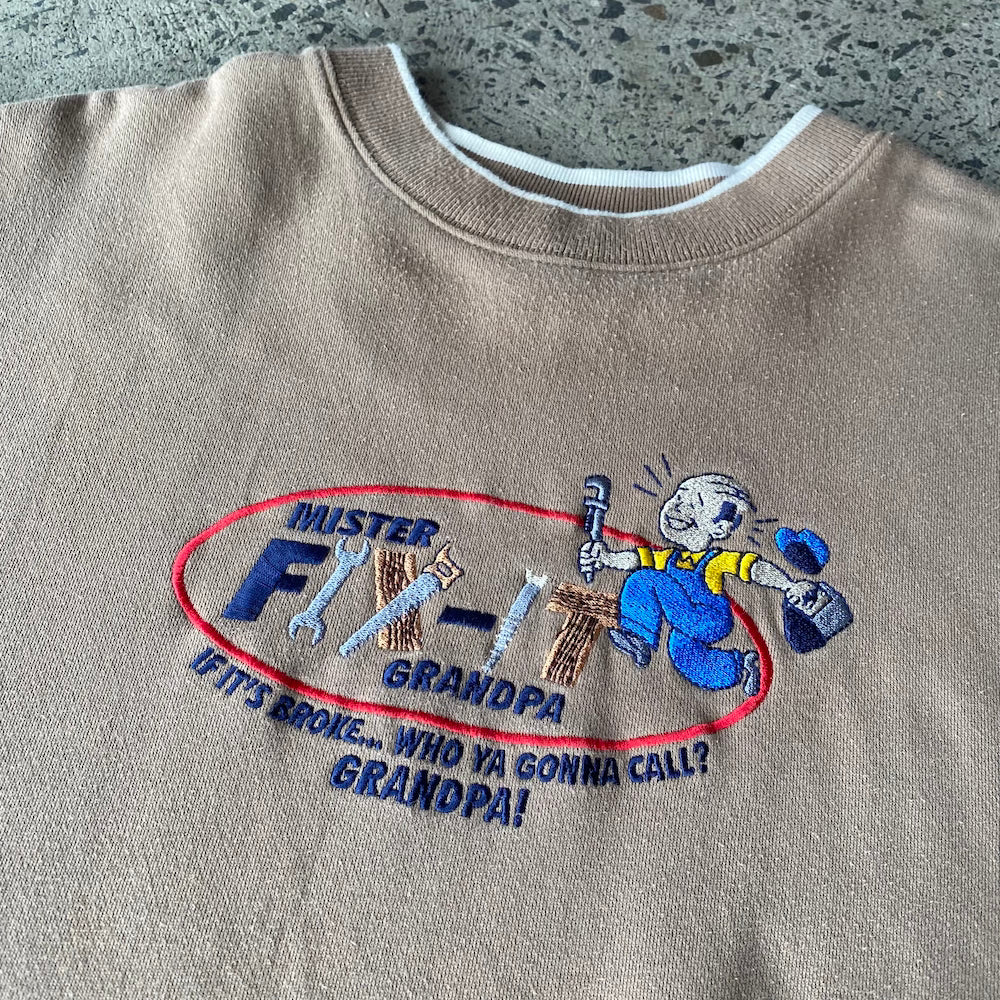 MISTER
FIX-IT
GRANDPA
IF IT'S BROKE... WHO YA GONNA CALL?
GRANDPA!